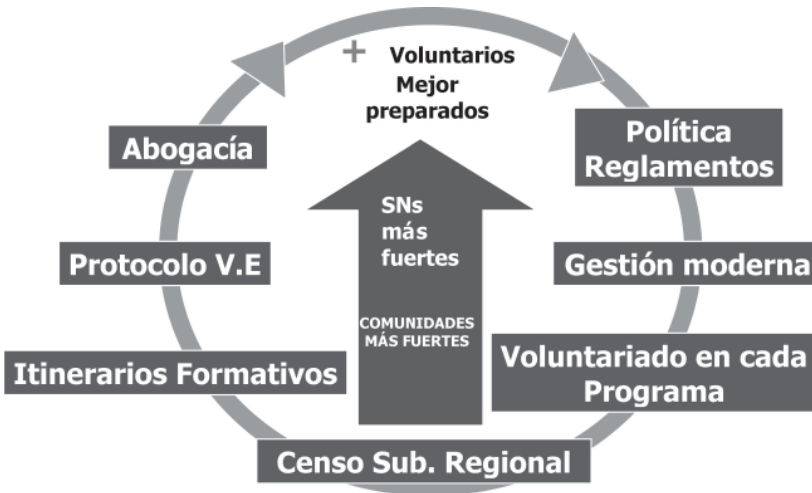 + Voluntarios
Mejor
preparados
Política
Reglamentos
Gestión moderna
Voluntariado en cada
Programa
Censo Sub. Regional
Itinerarios Formativos
Protocolo V.E
Abogacía
SNs
más
fuertes
COMUNIDADES
MÁS FUERTES